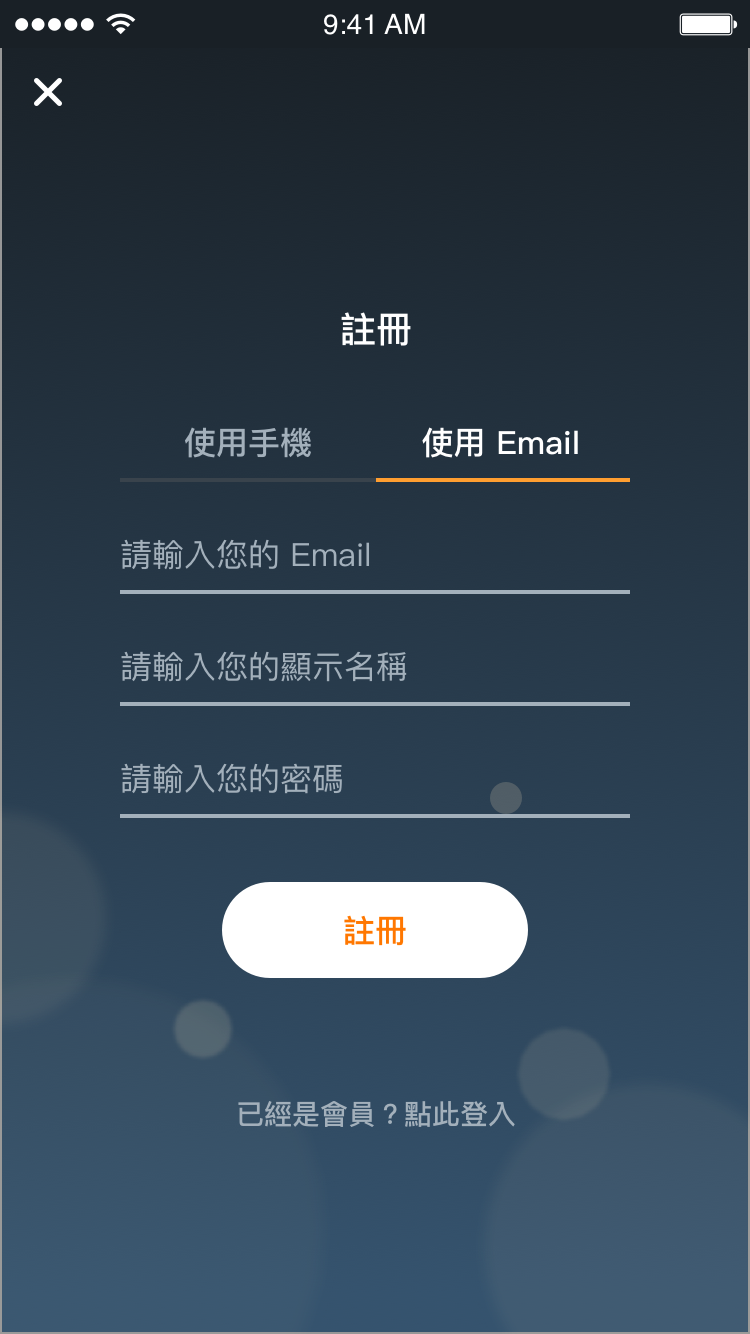 9:41 AM
註冊
使用手機 使用 Email
請輸入您的 Email
請輸入您的顯示名稱
請輸入您的密碼
註冊
已經是會員？點此登入